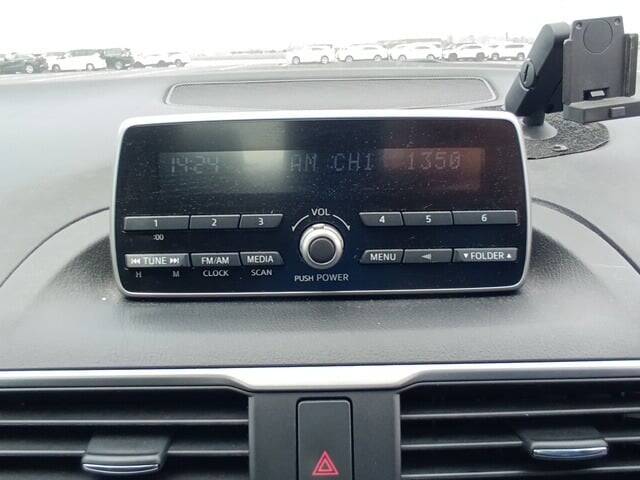 14:24 AM CH1 1350
VOL
1 2 3 4 5 6
:00
⏮ TUNE ⏭ FM/AM MEDIA MENU ◀ ▼ FOLDER ▲
H M CLOCK SCAN PUSH POWER